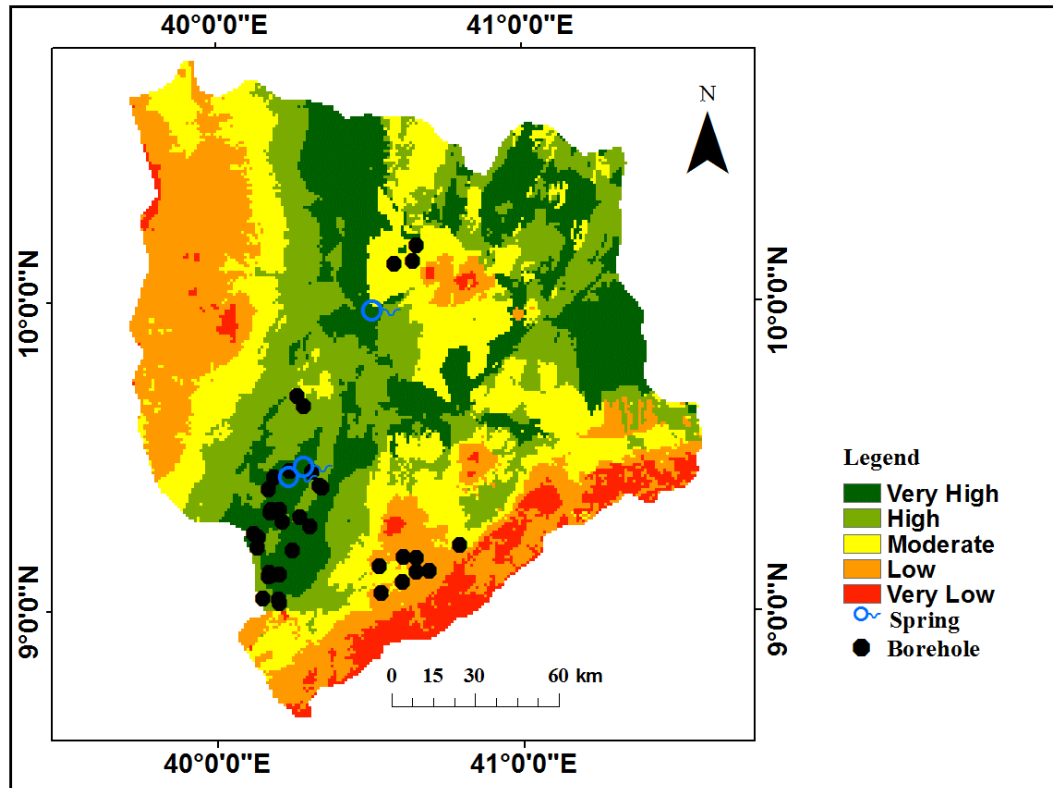 40°0'0"E 41°0'0"E
N
10°0'0"N 10°0'0"N
9°0'0"N 9°0'0"N
Legend
Very High
High
Moderate
Low
Very Low
Spring
Borehole
0 15 30 60 km
40°0'0"E 41°0'0"E